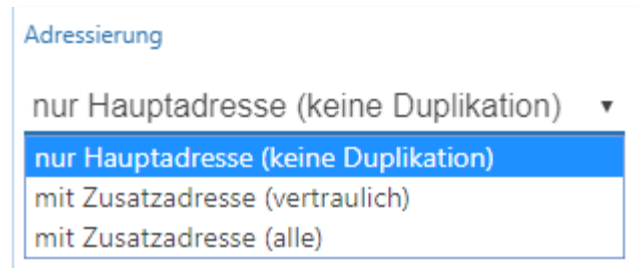 Adressierung
nur Hauptadresse (keine Duplikation)
nur Hauptadresse (keine Duplikation)
mit Zusatzadresse (vertraulich)
mit Zusatzadresse (alle)